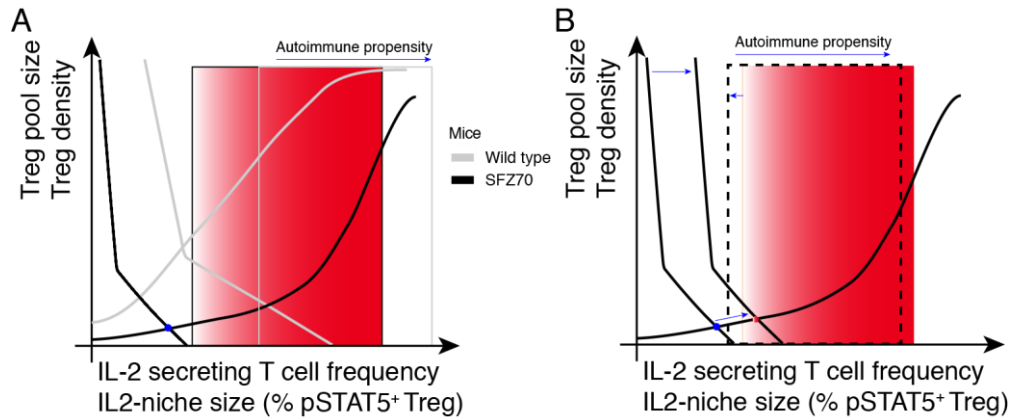 A
Treg pool size
Treg density
Autoimmune propensity
Mice
Wild type
SFZ70
IL-2 secreting T cell frequency
IL2-niche size (% pSTAT5+ Treg)
B
Treg pool size
Treg density
Autoimmune propensity
IL-2 secreting T cell frequency
IL2-niche size (% pSTAT5+ Treg)